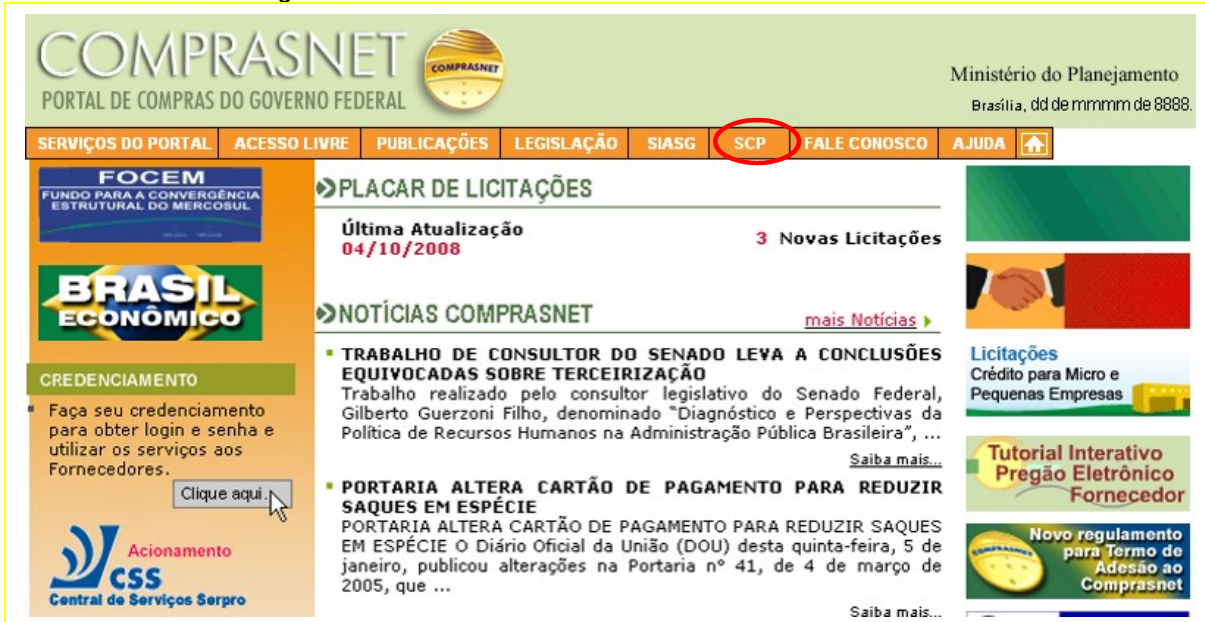 COMPRASNET
COMPRASNET
PORTAL DE COMPRAS DO GOVERNO FEDERAL
Ministério do Planejamento
Brasília, dd de mmmm de 8888.
SERVIÇOS DO PORTAL ACESSO LIVRE PUBLICAÇÕES LEGISLAÇÃO SIASG SCP FALE CONOSCO AJUDA
FOCEM
FUNDO PARA A CONVERGÊNCIA
ESTRUTURAL DO MERCOSUL
BRASIL
ECONÔMICO
CREDENCIAMENTO
Faça seu credenciamento
para obter login e senha e
utilizar os serviços aos
Fornecedores.
Clique aqui.
Acionamento
CSS
Central de Serviços Serpro
PLACAR DE LICITAÇÕES
Última Atualização
04/10/2008
3 Novas Licitações
NOTÍCIAS COMPRASNET
mais Notícias
TRABALHO DE CONSULTOR DO SENADO LEVA A CONCLUSÕES
EQUIVOCADAS SOBRE TERCEIRIZAÇÃO
Trabalho realizado pelo consultor legislativo do Senado Federal,
Gilberto Guerzoni Filho, denominado "Diagnóstico e Perspectivas da
Política de Recursos Humanos na Administração Pública Brasileira", ...
Saiba mais...
PORTARIA ALTERA CARTÃO DE PAGAMENTO PARA REDUZIR
SAQUES EM ESPÉCIE
PORTARIA ALTERA CARTÃO DE PAGAMENTO PARA REDUZIR SAQUES
EM ESPÉCIE O Diário Oficial da União (DOU) desta quinta-feira, 5 de
janeiro, publicou alterações na Portaria nº 41, de 4 de março de
2005, que ...
Saiba mais...
Licitações
Crédito para Micro e
Pequenas Empresas
Tutorial Interativo
Pregão Eletrônico
Fornecedor
COMPRASNET
Novo regulamento
para Termo de
Adesão ao
Comprasnet